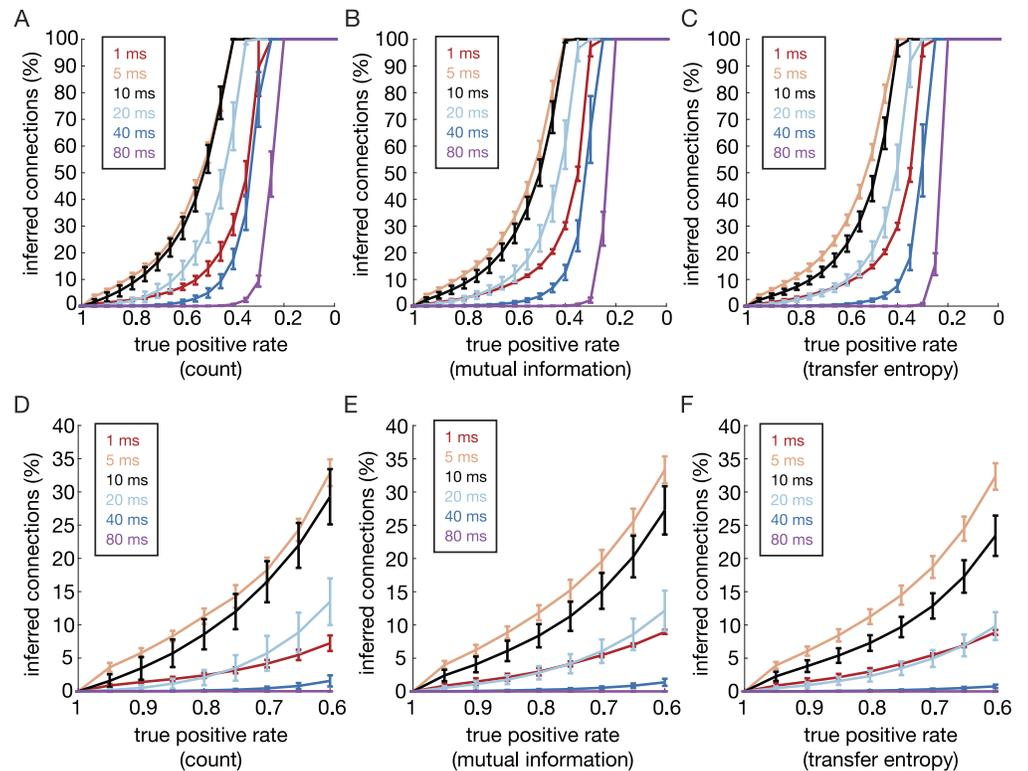 A
B
C
100
90
80
70
60
50
40
30
20
10
0
inferred connections (%)
1 ms
5 ms
10 ms
20 ms
40 ms
80 ms
1
0.8
0.6
0.4
0.2
0
true positive rate
(count)
100
90
80
70
60
50
40
30
20
10
0
inferred connections (%)
1 ms
5 ms
10 ms
20 ms
40 ms
80 ms
1
0.8
0.6
0.4
0.2
0
true positive rate
(mutual information)
100
90
80
70
60
50
40
30
20
10
0
inferred connections (%)
1 ms
5 ms
10 ms
20 ms
40 ms
80 ms
1
0.8
0.6
0.4
0.2
0
true positive rate
(transfer entropy)
D
E
F
40
35
30
25
20
15
10
5
0
inferred connections (%)
1 ms
5 ms
10 ms
20 ms
40 ms
80 ms
1
0.9
0.8
0.7
0.6
true positive rate
(count)
40
35
30
25
20
15
10
5
0
inferred connections (%)
1 ms
5 ms
10 ms
20 ms
40 ms
80 ms
1
0.9
0.8
0.7
0.6
true positive rate
(mutual information)
40
35
30
25
20
15
10
5
0
inferred connections (%)
1 ms
5 ms
10 ms
20 ms
40 ms
80 ms
1
0.9
0.8
0.7
0.6
true positive rate
(transfer entropy)